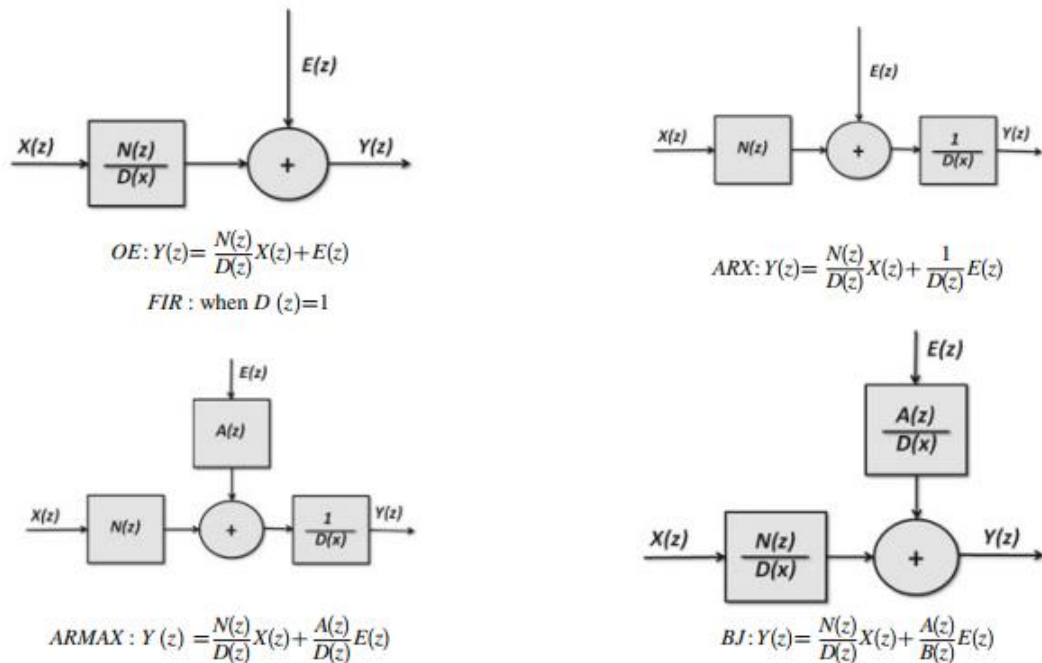 E(z)
X(z)
N(z)
D(x)
+
Y(z)
OE: Y(z)= N(z)/D(z) X(z)+E(z)
FIR : when D (z)=1
E(z)
X(z)
N(z)
+
1
D(x)
Y(z)
ARX: Y(z)= N(z)/D(z) X(z)+ 1/D(z) E(z)
E(z)
A(z)
X(z)
N(z)
+
1
D(x)
Y(z)
ARMAX : Y (z) = N(z)/D(z) X(z)+ A(z)/D(z) E(z)
E(z)
A(z)
D(x)
X(z)
N(z)
D(x)
+
Y(z)
BJ: Y(z)= N(z)/D(z) X(z)+ A(z)/B(z) E(z)